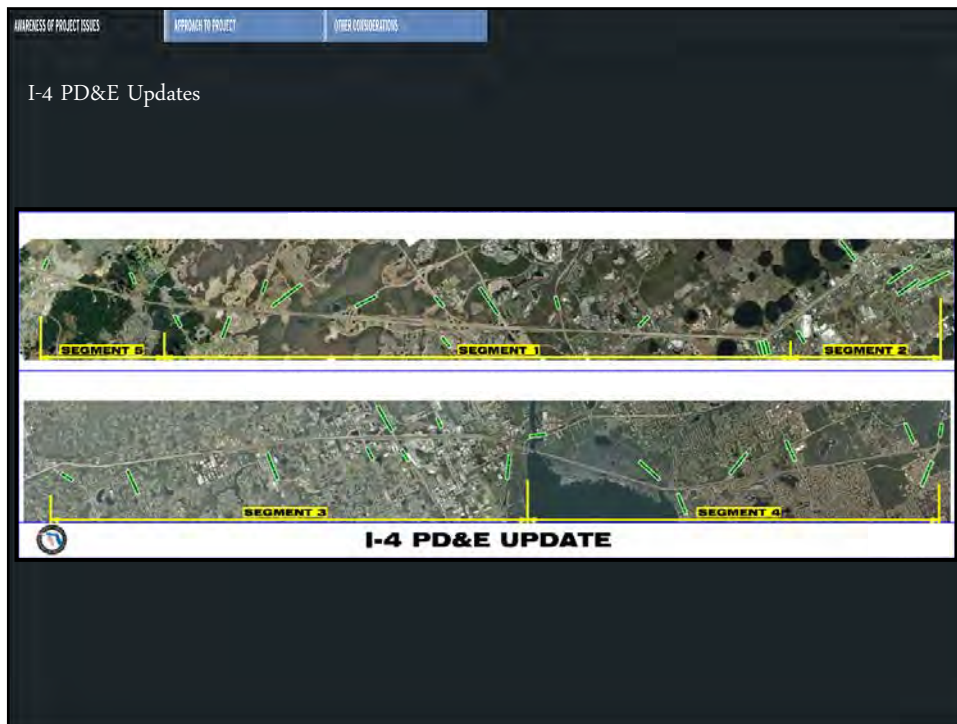 AWARENESS OF PROJECT ISSUES
APPROACH TO PROJECT
OTHER CONSIDERATIONS
I-4 PD&E Updates
SEGMENT 5
SEGMENT 1
SEGMENT 2
SEGMENT 3
SEGMENT 4
I-4 PD&E UPDATE